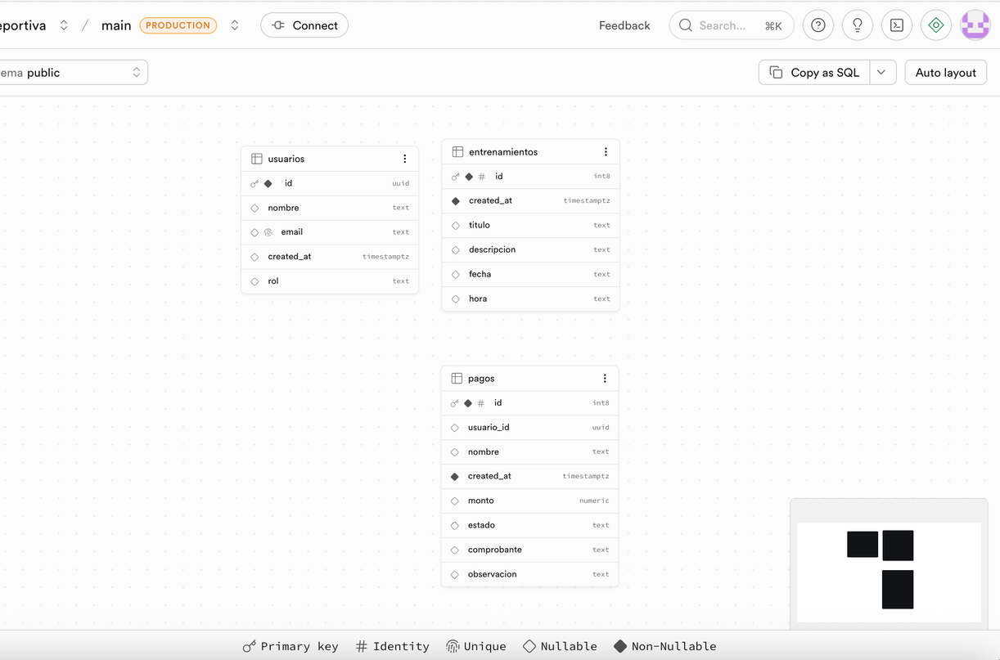 eportiva / main PRODUCTION Connect Feedback Search... ⌘K
ema public Copy as SQL Auto layout
usuarios
id uuid
nombre text
email text
created_at timestamptz
rol text
entrenamientos
id int8
created_at timestamptz
titulo text
descripcion text
fecha text
hora text
pagos
id int8
usuario_id uuid
nombre text
created_at timestamptz
monto numeric
estado text
comprobante text
observacion text
Primary key # Identity Unique Nullable Non-Nullable